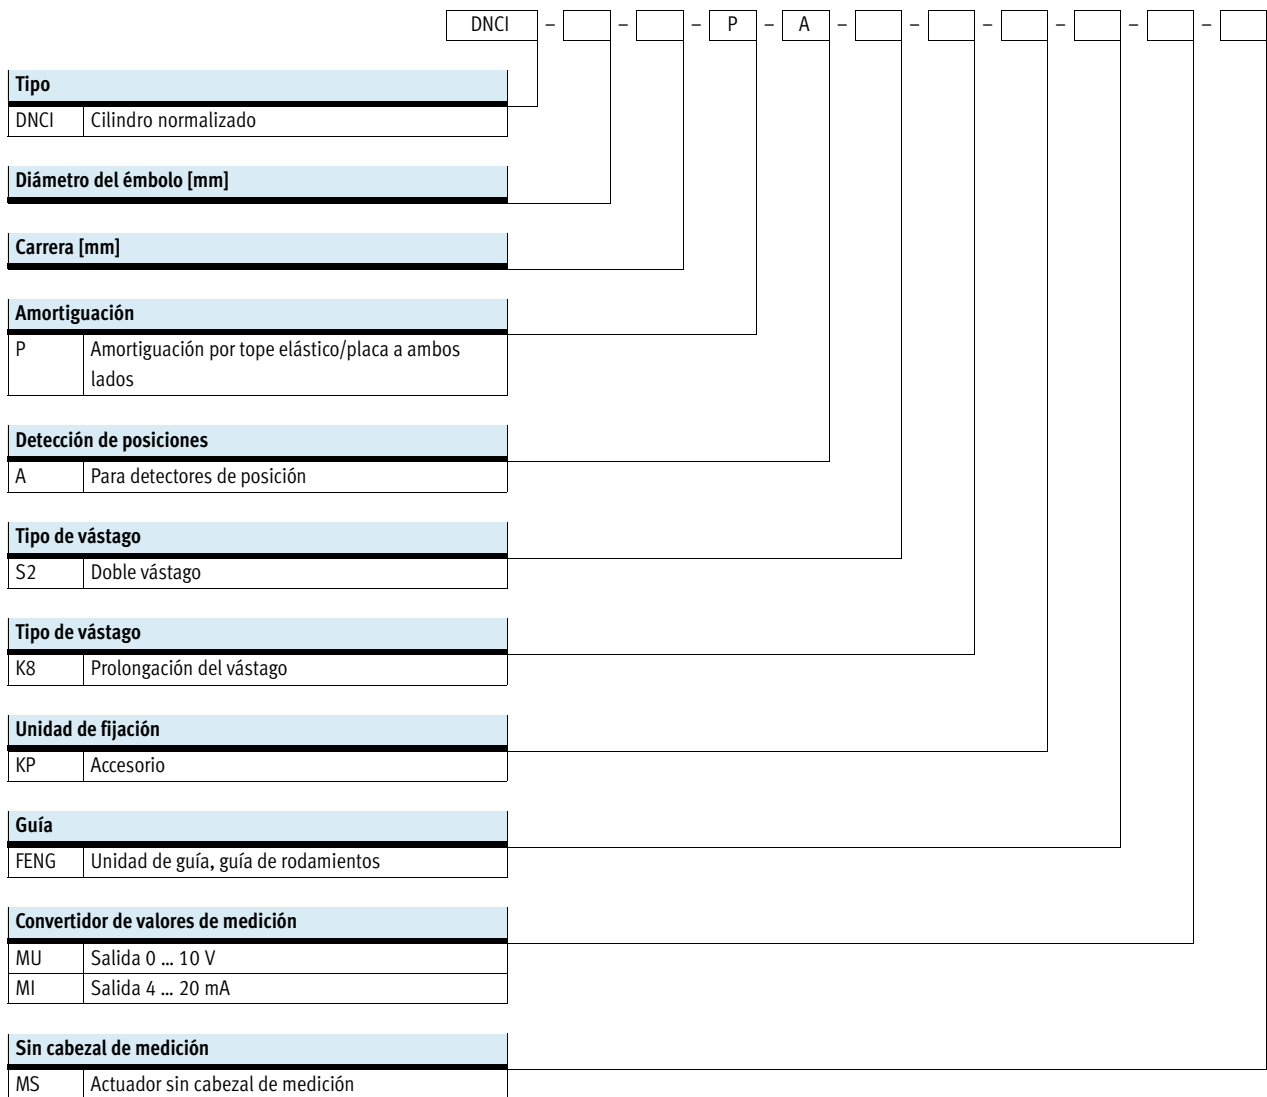 DNCI – – – P – A – – – – – –
Tipo
DNCI Cilindro normalizado
Diámetro del émbolo [mm]
Carrera [mm]
Amortiguación
P Amortiguación por tope elástico/placa a ambos
lados
Detección de posiciones
A Para detectores de posición
Tipo de vástago
S2 Doble vástago
Tipo de vástago
K8 Prolongación del vástago
Unidad de fijación
KP Accesorio
Guía
FENG Unidad de guía, guía de rodamientos
Convertidor de valores de medición
MU Salida 0 ... 10 V
MI Salida 4 ... 20 mA
Sin cabezal de medición
MS Actuador sin cabezal de medición